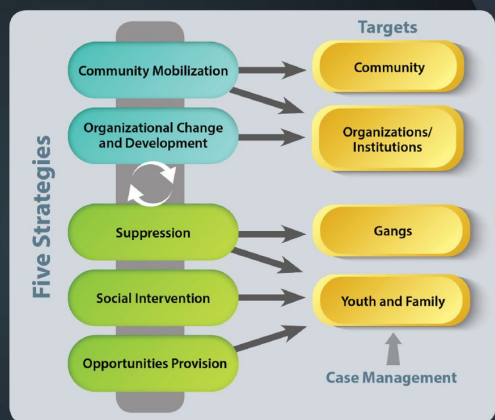 Five Strategies
Targets
Community Mobilization
Community
Organizational Change
and Development
Organizations/
Institutions
Suppression
Gangs
Social Intervention
Youth and Family
Opportunities Provision
Case Management